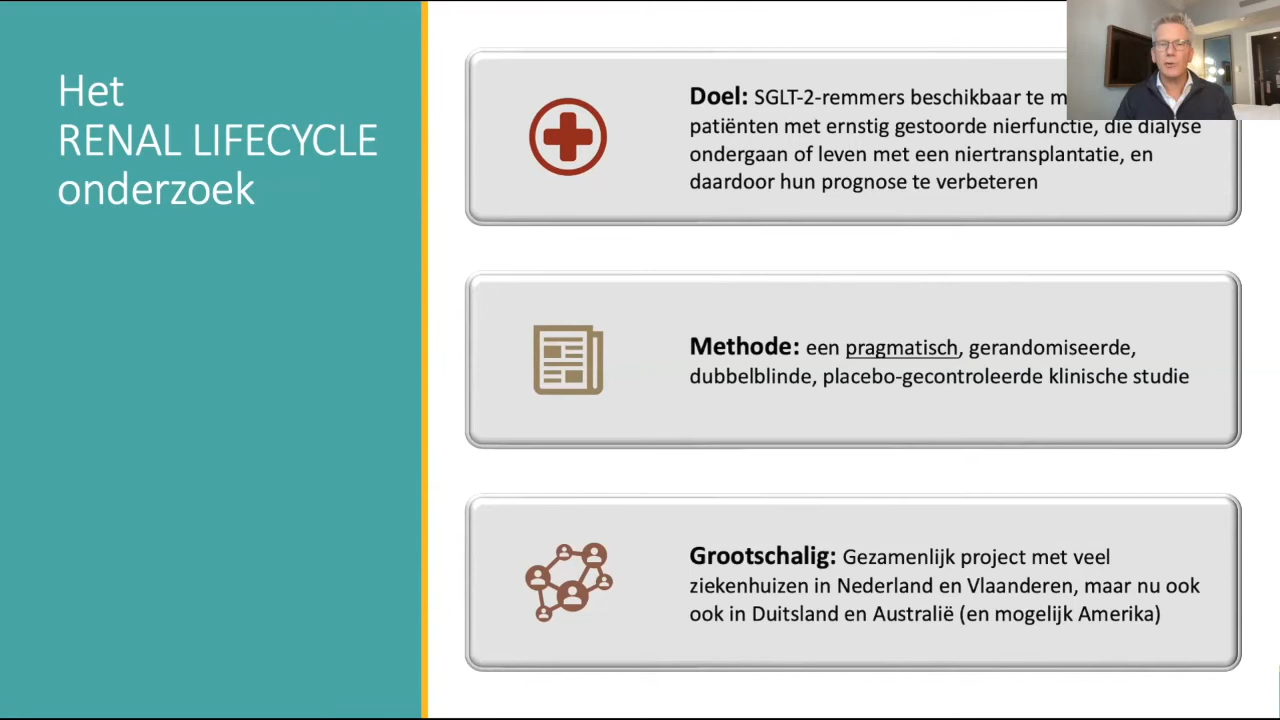 Het
RENAL LIFECYCLE
onderzoek
Doel: SGLT-2-remmers beschikbaar te
patiënten met ernstig gestoorde nierfunctie, die dialyse
ondergaan of leven met een niertransplantatie, en
daardoor hun prognose te verbeteren
Methode: een pragmatisch, gerandomiseerde,
dubbelblinde, placebo-gecontroleerde klinische studie
Grootschalig: Gezamenlijk project met veel
ziekenhuizen in Nederland en Vlaanderen, maar nu ook
ook in Duitsland en Australië (en mogelijk Amerika)